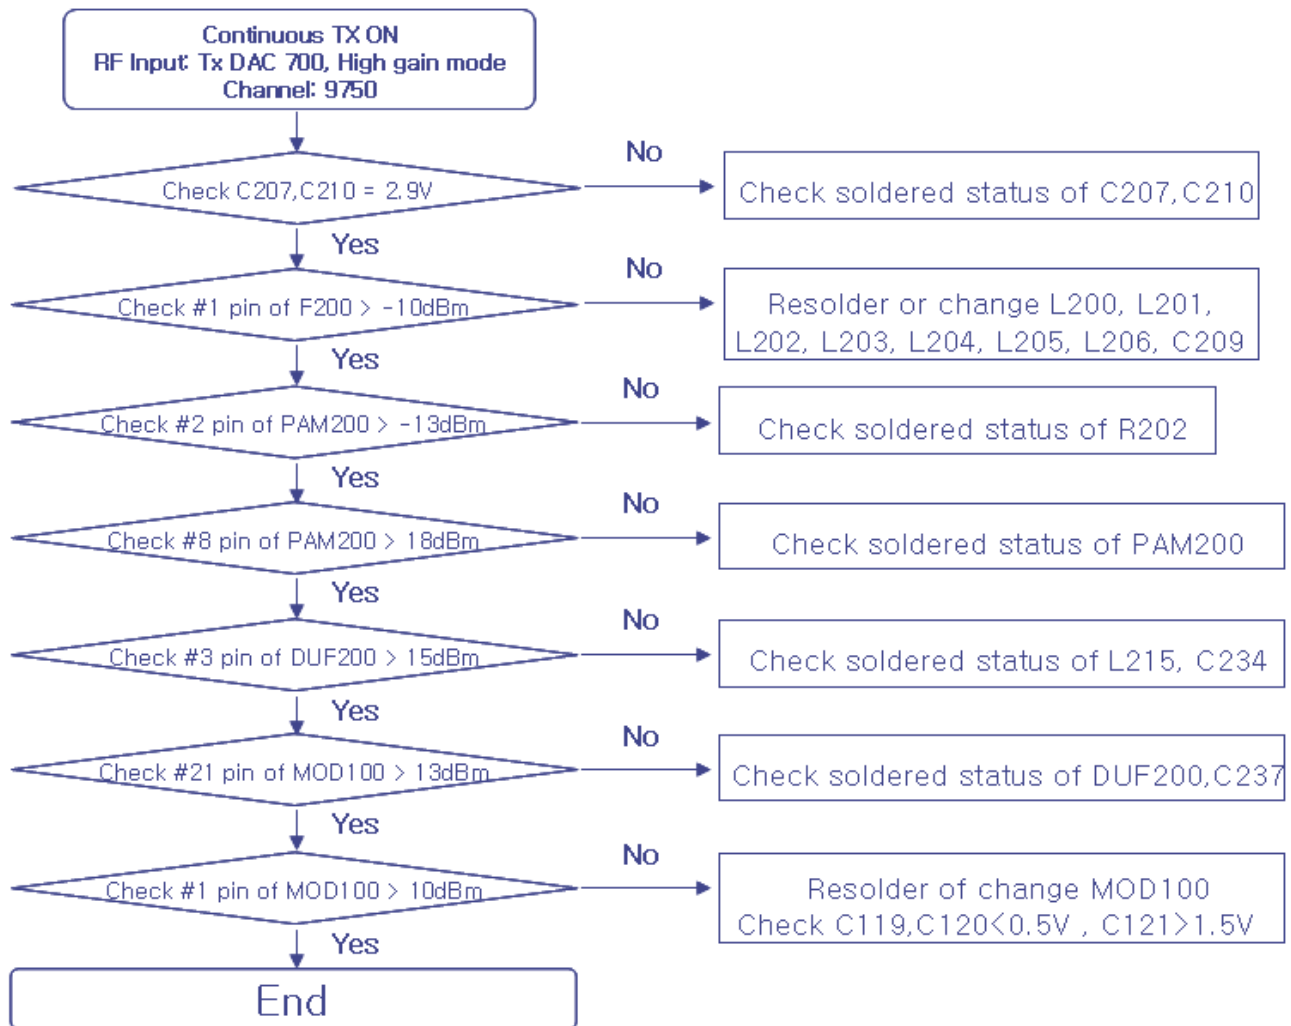 Continuous TX ON
RF Input: Tx DAC 700, High gain mode
Channel: 9750
Check C207,C210 = 2.9V
No
Check soldered status of C207,C210
Yes
Check #1 pin of F200 > -10dBm
No
Resolder or change L200, L201,
L202, L203, L204, L205, L206, C209
Yes
Check #2 pin of PAM200 > -13dBm
No
Check soldered status of R202
Yes
Check #8 pin of PAM200 > 18dBm
No
Check soldered status of PAM200
Yes
Check #3 pin of DUF200 > 15dBm
No
Check soldered status of L215, C234
Yes
Check #21 pin of MOD100 > 13dBm
No
Check soldered status of DUF200,C237
Yes
Check #1 pin of MOD100 > 10dBm
No
Resolder of change MOD100
Check C119,C120<0.5V , C121>1.5V
Yes
End